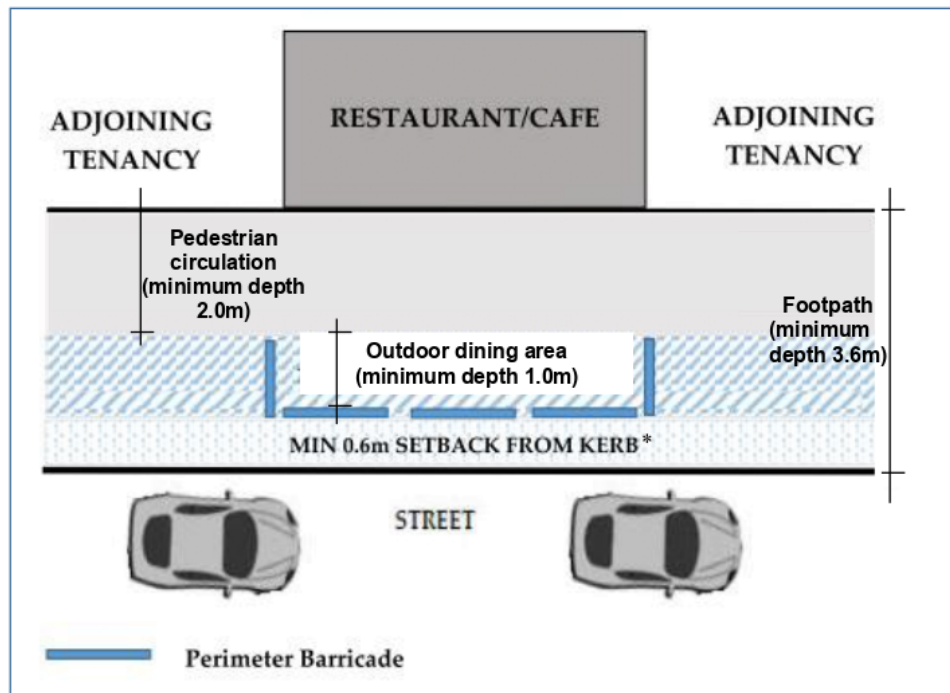 ADJOINING
TENANCY
RESTAURANT/CAFE
ADJOINING
TENANCY
Pedestrian
circulation
(minimum depth
2.0m)
Footpath
(minimum
depth 3.6m)
Outdoor dining area
(minimum depth 1.0m)
MIN 0.6m SETBACK FROM KERB*
STREET
Perimeter Barricade